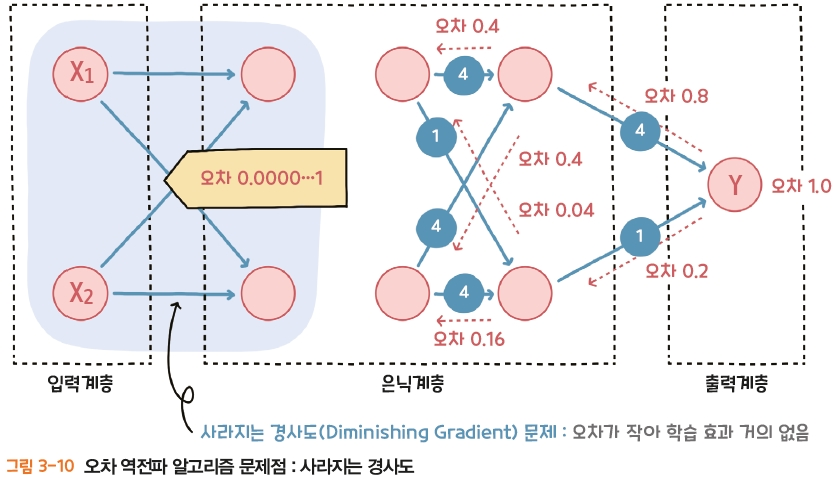 오차 0.4
X1
4
오차 0.8
4
1
오차 0.4
오차 0.0000…1
Y
오차 1.0
오차 0.04
4
1
X2
4
오차 0.2
오차 0.16
입력계층
은닉계층
출력계층
사라지는 경사도(Diminishing Gradient) 문제 : 오차가 작아 학습 효과 거의 없음
그림 3-10 오차 역전파 알고리즘 문제점 : 사라지는 경사도